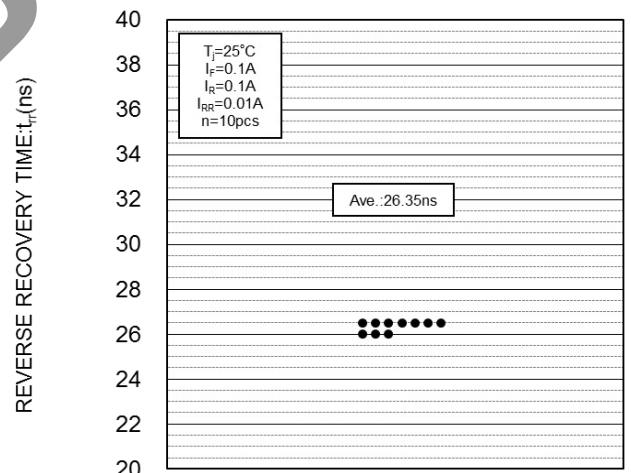 40
38
36
34
32
30
28
26
24
22
20
REVERSE RECOVERY TIME:trr(ns)
Tj=25°C
IF=0.1A
IR=0.1A
IRR=0.01A
n=10pcs
Ave.:26.35ns